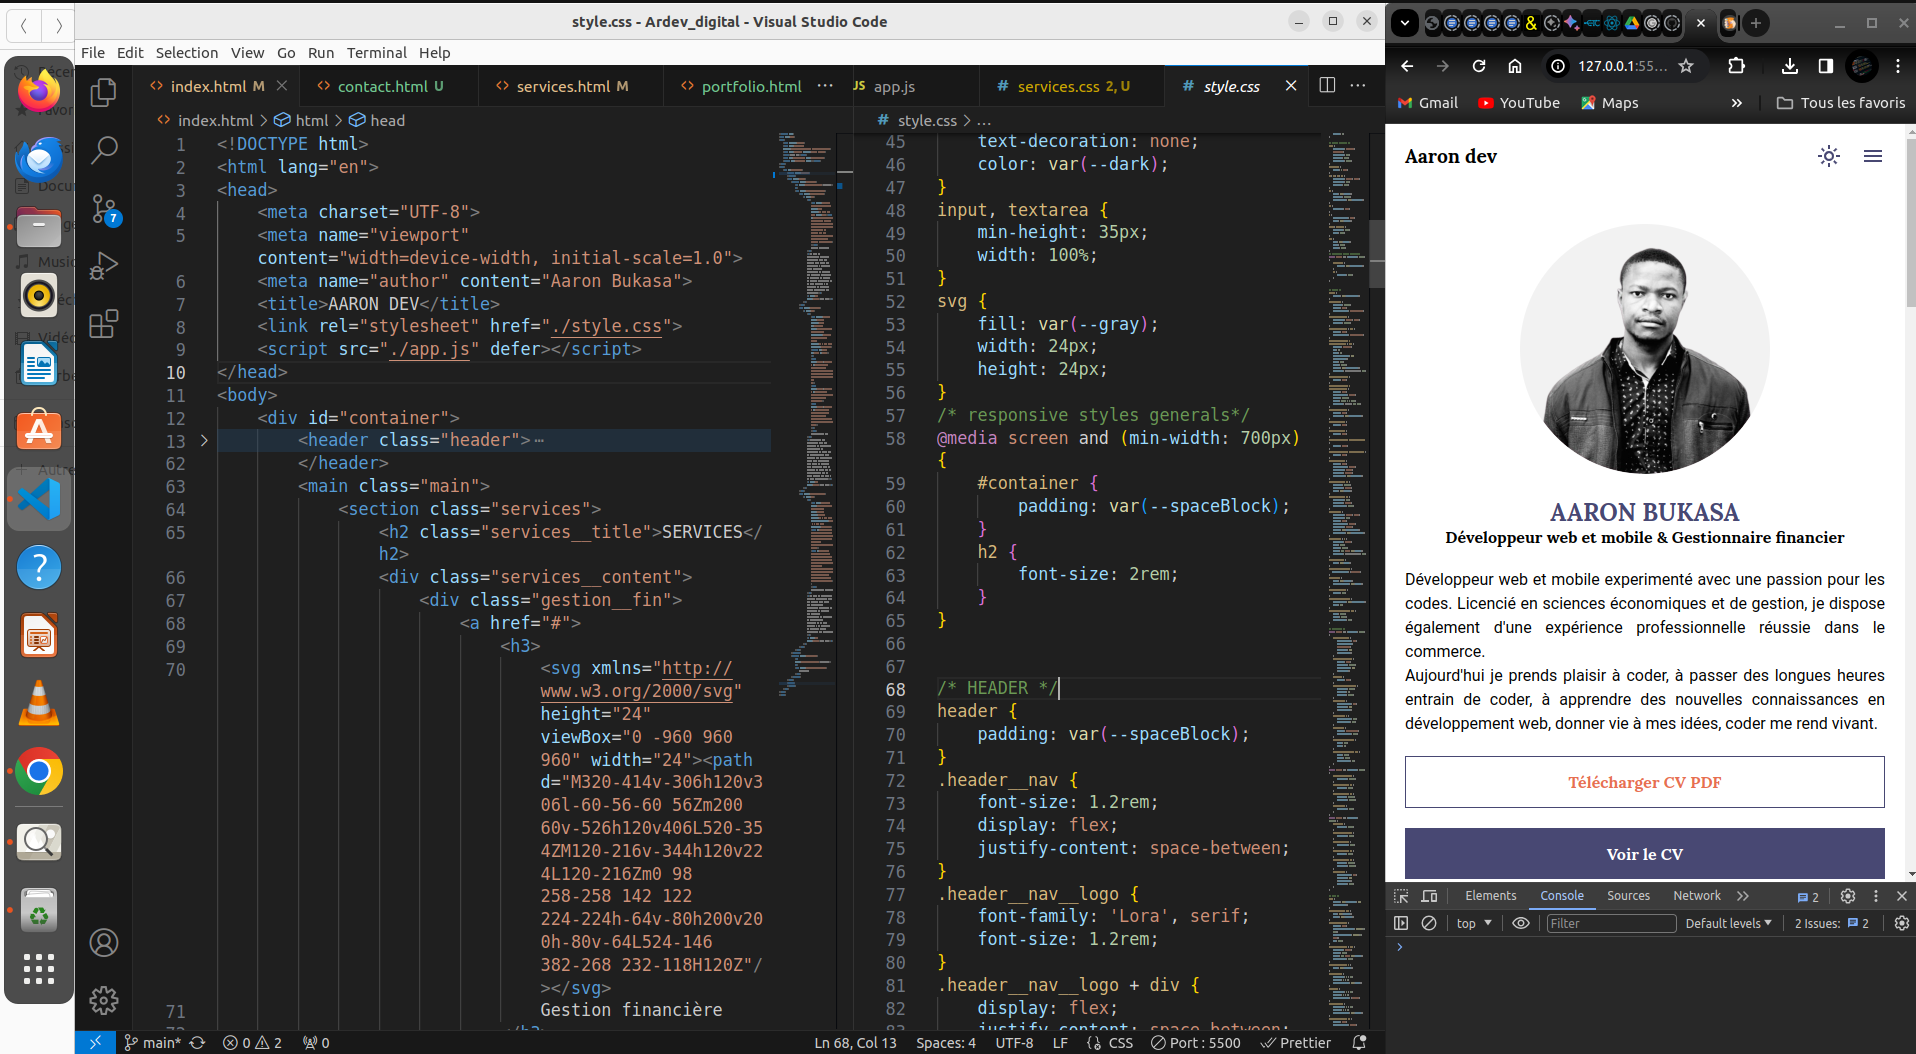 style.css - Ardev_digital - Visual Studio Code
File Edit Selection View Go Run Terminal Help
index.html M
contact.html U
services.html M
portfolio.html ···
JS app.js
# services.css 2, U
# style.css
index.html > html > head
# style.css > ...
1 <!DOCTYPE html>
2 <html lang="en">
3 <head>
4 <meta charset="UTF-8">
5 <meta name="viewport"
content="width=device-width, initial-scale=1.0">
6 <meta name="author" content="Aaron Bukasa">
7 <title>AARON DEV</title>
8 <link rel="stylesheet" href="./style.css">
9 <script src="./app.js" defer></script>
10 </head>
11 <body>
12 <div id="container">
13 <header class="header">⋯
62 </header>
63 <main class="main">
64 <section class="services">
65 <h2 class="services__title">SERVICES</
h2>
66 <div class="services__content">
67 <div class="gestion__fin">
68 <a href="#">
69 <h3>
70 <svg xmlns="http://
www.w3.org/2000/svg"
height="24"
viewBox="0 -960 960
960" width="24"><path
d="M320-414v-306h120v3
06l-60-56-60 56Zm200
60v-526h120v406L520-35
4ZM120-216v-344h120v22
4L120-216Zm0 98
258-258 142 122
224-224h-64v-80h200v20
0h-80v-64L524-146
382-268 232-118H120Z"/
></svg>
71 Gestion financière
45 text-decoration: none;
46 color: var(--dark);
47 }
48 input, textarea {
49 min-height: 35px;
50 width: 100%;
51 }
52 svg {
53 fill: var(--gray);
54 width: 24px;
55 height: 24px;
56 }
57 /* responsive styles generals*/
58 @media screen and (min-width: 700px)
{
59 #container {
60 padding: var(--spaceBlock);
61 }
62 h2 {
63 font-size: 2rem;
64 }
65 }
66
67
68 /* HEADER */
69 header {
70 padding: var(--spaceBlock);
71 }
72 .header__nav {
73 font-size: 1.2rem;
74 display: flex;
75 justify-content: space-between;
76 }
77 .header__nav__logo {
78 font-family: 'Lora', serif;
79 font-size: 1.2rem;
80 }
81 .header__nav__logo + div {
82 display: flex;
83 justify-content: space-between;
7
main* 0 2 0
Ln 68, Col 13 Spaces: 4 UTF-8 LF {} CSS Port : 5500 Prettier
127.0.0.1:55...
Gmail YouTube Maps » Tous les favoris
Aaron dev
AARON BUKASA
Développeur web et mobile & Gestionnaire financier
Développeur web et mobile experimenté avec une passion pour les
codes. Licencié en sciences économiques et de gestion, je dispose
également d'une expérience professionnelle réussie dans le
commerce.
Aujourd'hui je prends plaisir à coder, à passer des longues heures
entrain de coder, à apprendre des nouvelles connaissances en
développement web, donner vie à mes idées, coder me rend vivant.
Télécharger CV PDF
Voir le CV
Elements Console Sources Network » 2
top Filter Default levels 2 Issues: 2